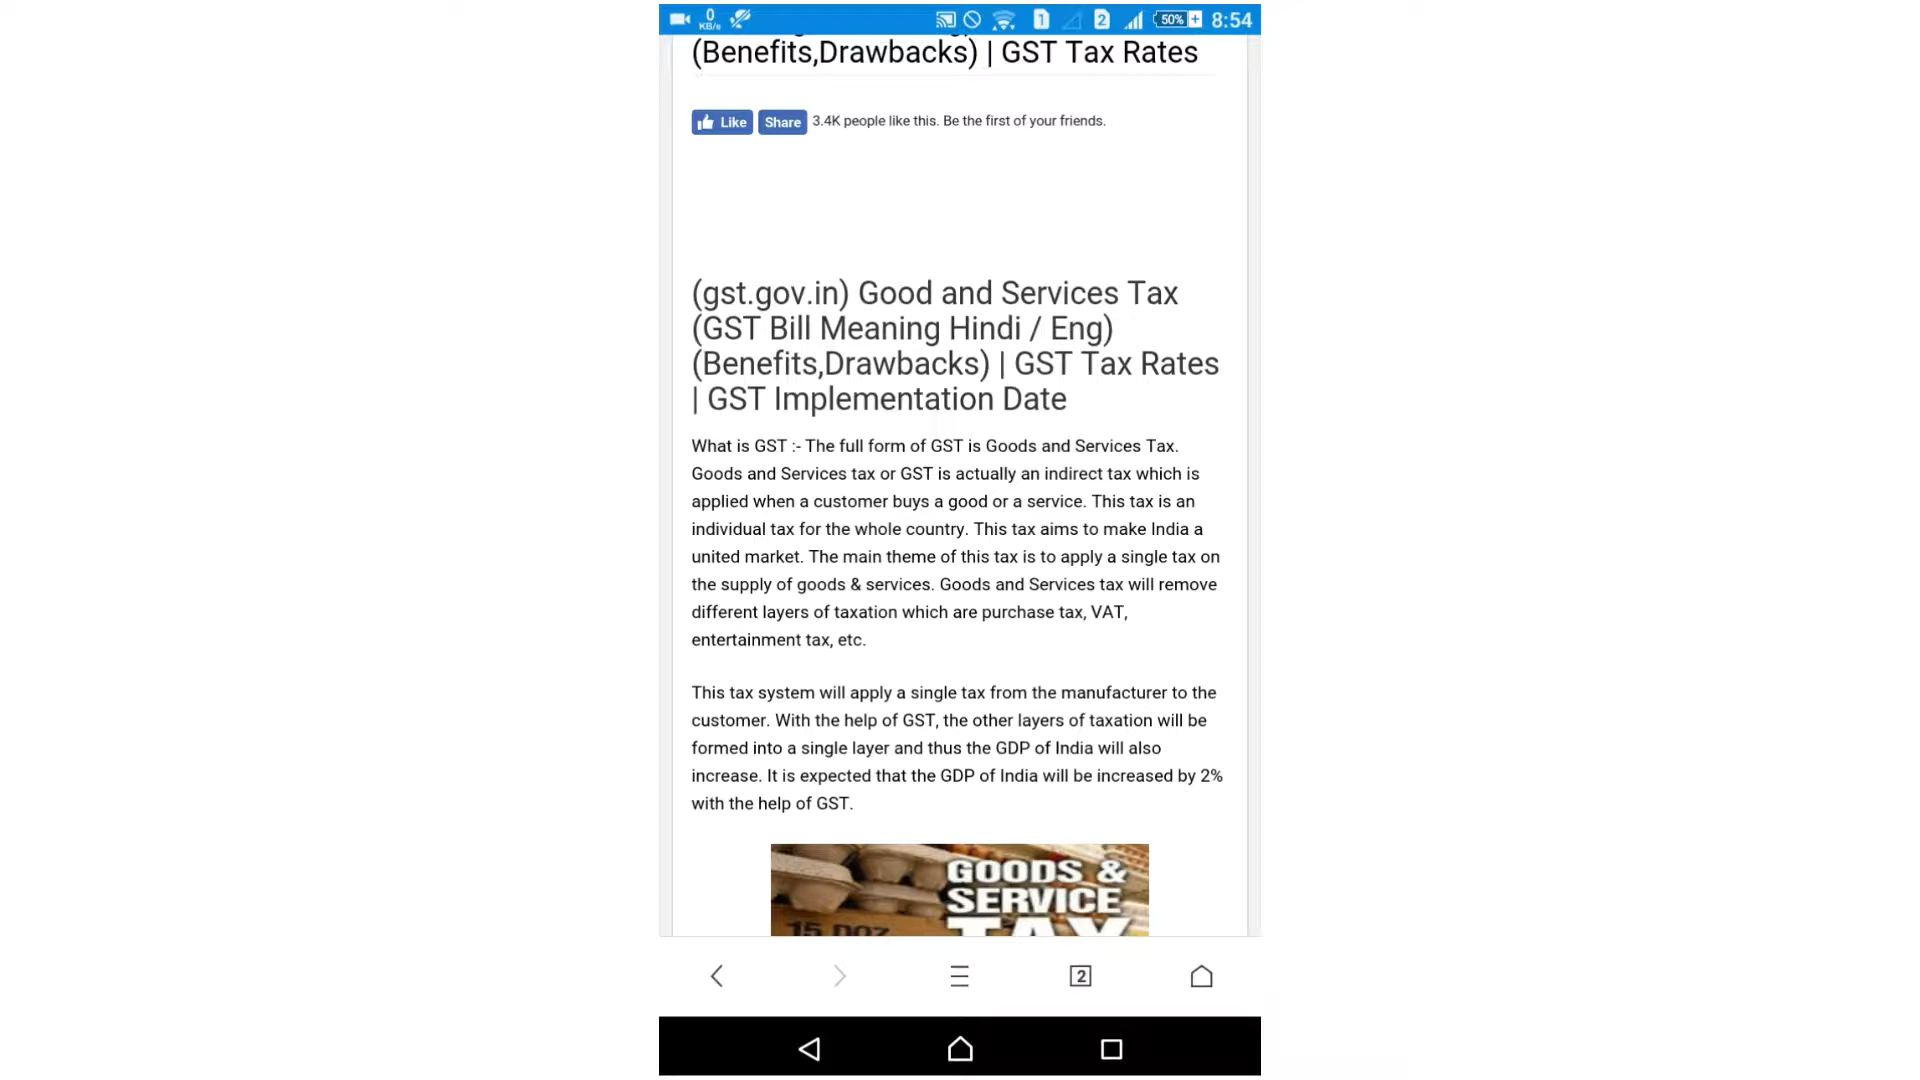 0
KB/s
1
2
50%
8:54
(Benefits,Drawbacks) | GST Tax Rates
Like
Share
3.4K people like this. Be the first of your friends.
(gst.gov.in) Good and Services Tax
(GST Bill Meaning Hindi / Eng)
(Benefits,Drawbacks) | GST Tax Rates
| GST Implementation Date
What is GST :- The full form of GST is Goods and Services Tax.
Goods and Services tax or GST is actually an indirect tax which is
applied when a customer buys a good or a service. This tax is an
individual tax for the whole country. This tax aims to make India a
united market. The main theme of this tax is to apply a single tax on
the supply of goods & services. Goods and Services tax will remove
different layers of taxation which are purchase tax, VAT,
entertainment tax, etc.
This tax system will apply a single tax from the manufacturer to the
customer. With the help of GST, the other layers of taxation will be
formed into a single layer and thus the GDP of India will also
increase. It is expected that the GDP of India will be increased by 2%
with the help of GST.
GOODS &
SERVICE
TAX
15 DOZ
2